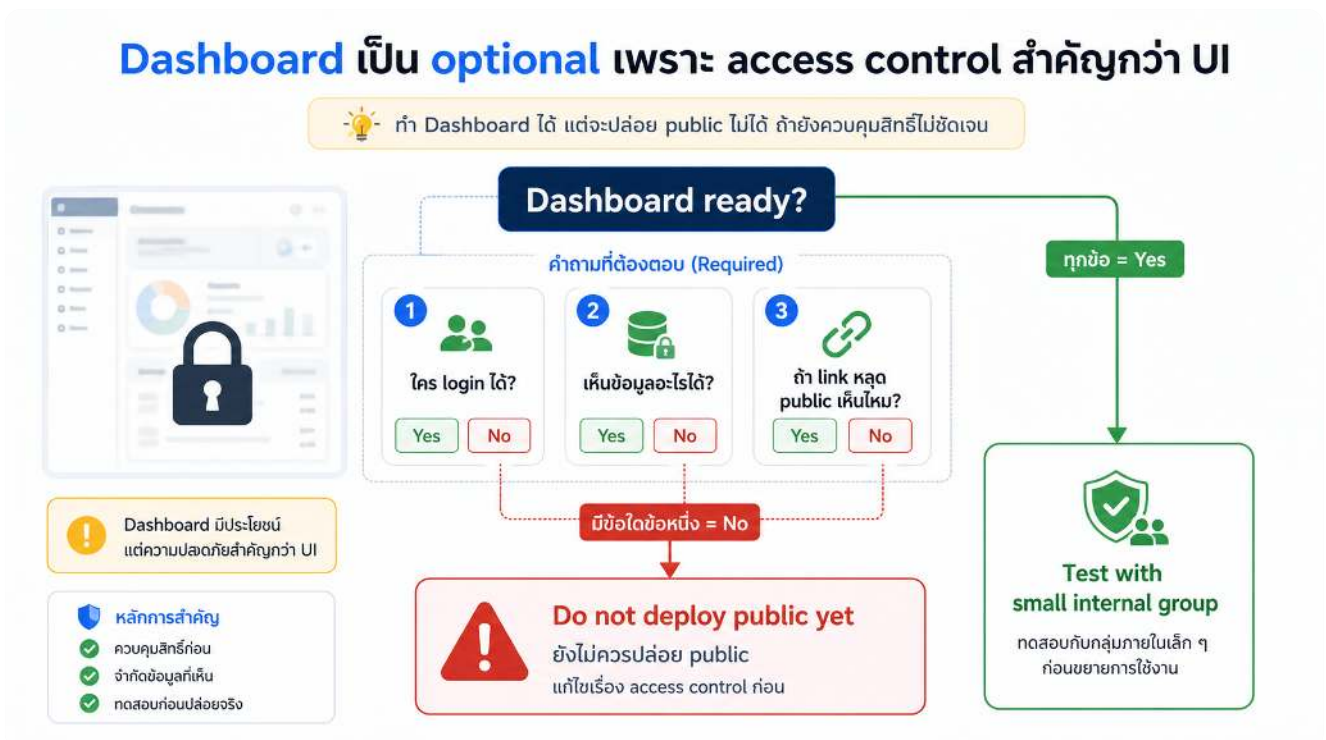 Dashboard เป็น optional เพราะ access control สำคัญกว่า UI
ทำ Dashboard ได้ แต่จะปล่อย public ไม่ได้ ถ้ายังควบคุมสิทธิ์ไม่ชัดเจน
Dashboard ready?
ทุกข้อ = Yes
คำถามที่ต้องตอบ (Required)
1
ใคร login ได้?
Yes
No
2
เห็นข้อมูลอะไรได้?
Yes
No
3
ถ้า link หลุด
public เห็นไหม?
Yes
No
มีข้อใดข้อหนึ่ง = No
Dashboard มีประโยชน์
แต่ความปลอดภัยสำคัญกว่า UI
หลักการสำคัญ
ควบคุมสิทธิ์ก่อน
จำกัดข้อมูลที่เห็น
ทดสอบก่อนปล่อยจริง
Do not deploy public yet
ยังไม่ควรปล่อย public
แก้ไขเรื่อง access control ก่อน
Test with
small internal group
ทดสอบกับกลุ่มภายในเล็ก ๆ
ก่อนขยายการใช้งาน